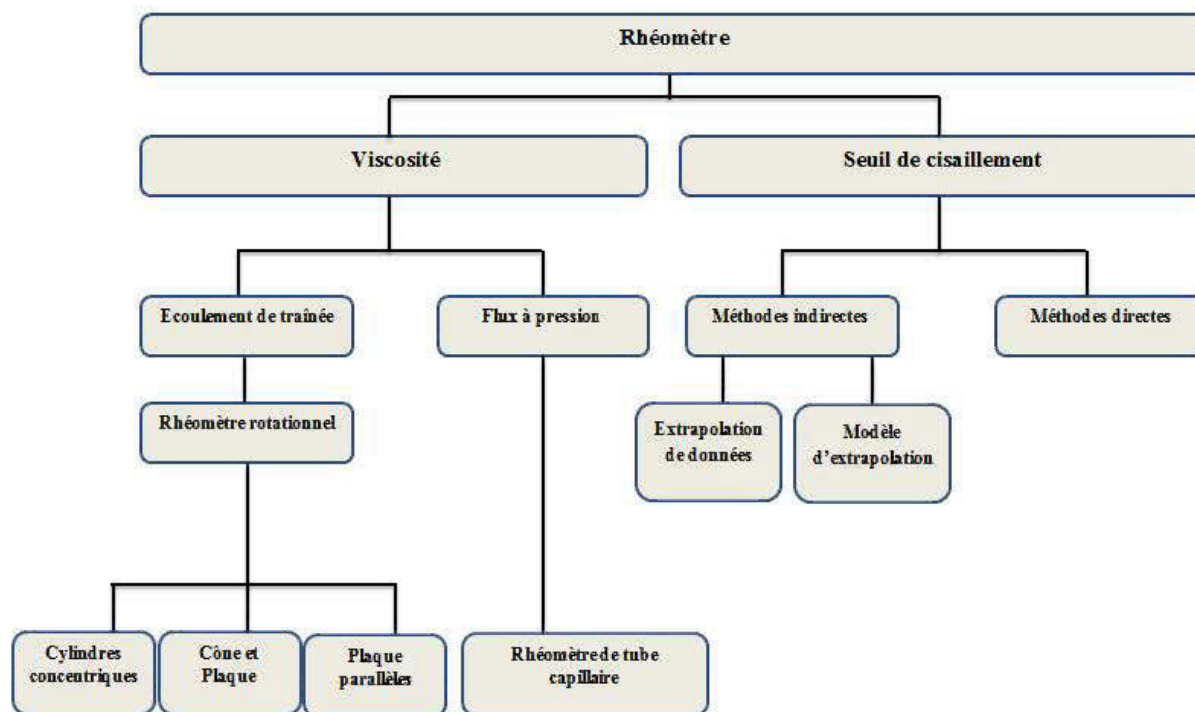 Rhéomètre
Viscosité
Seuil de cisaillement
Ecoulement de traînée
Flux à pression
Méthodes indirectes
Méthodes directes
Rhéomètre rotationnel
Extrapolation
de données
Modèle
d'extrapolation
Cylindres
concentriques
Cône et
Plaque
Plaque
parallèles
Rhéomètre de tube
capillaire